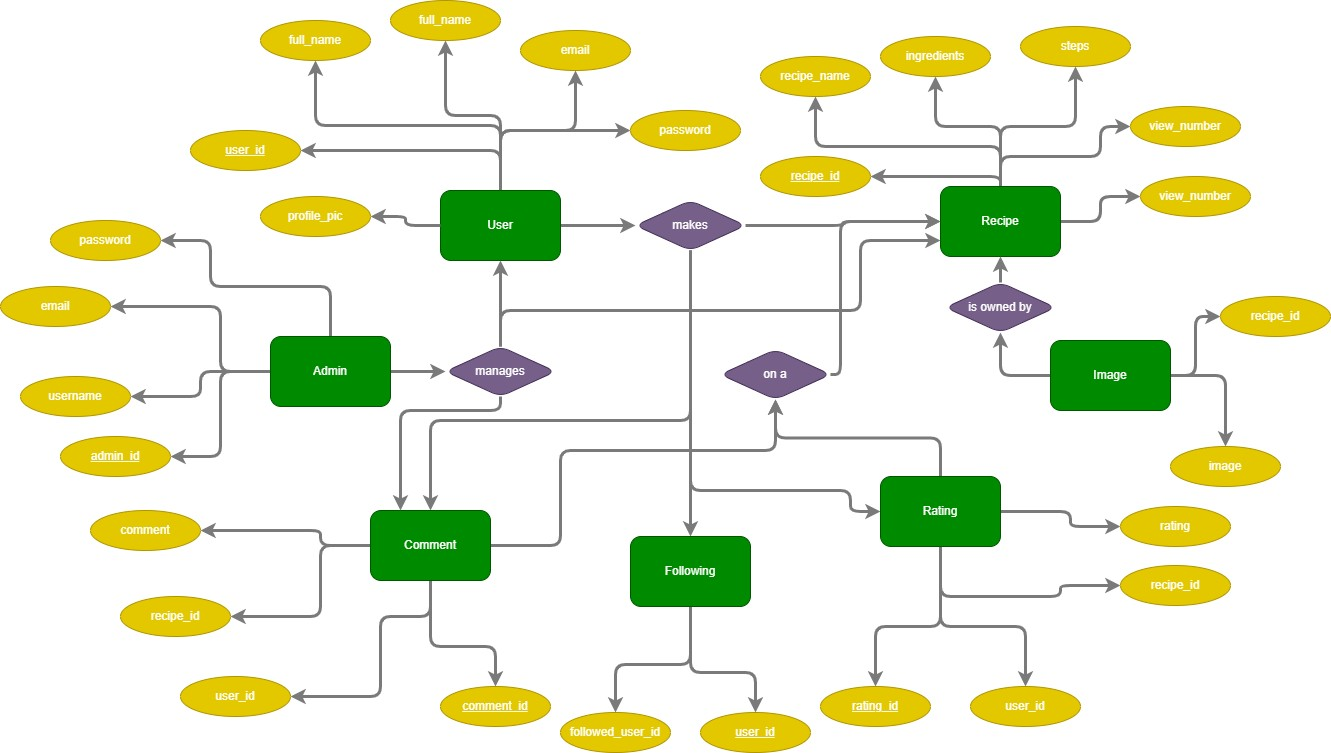 full_name
full_name
email
password
user_id
profile_pic
User
makes
recipe_name
ingredients
steps
view_number
recipe_id
view_number
Recipe
is owned by
recipe_id
Image
image
password
email
Admin
manages
on a
username
admin_id
comment
Comment
recipe_id
user_id
comment_id
Following
followed_user_id
user_id
Rating
rating
recipe_id
rating_id
user_id